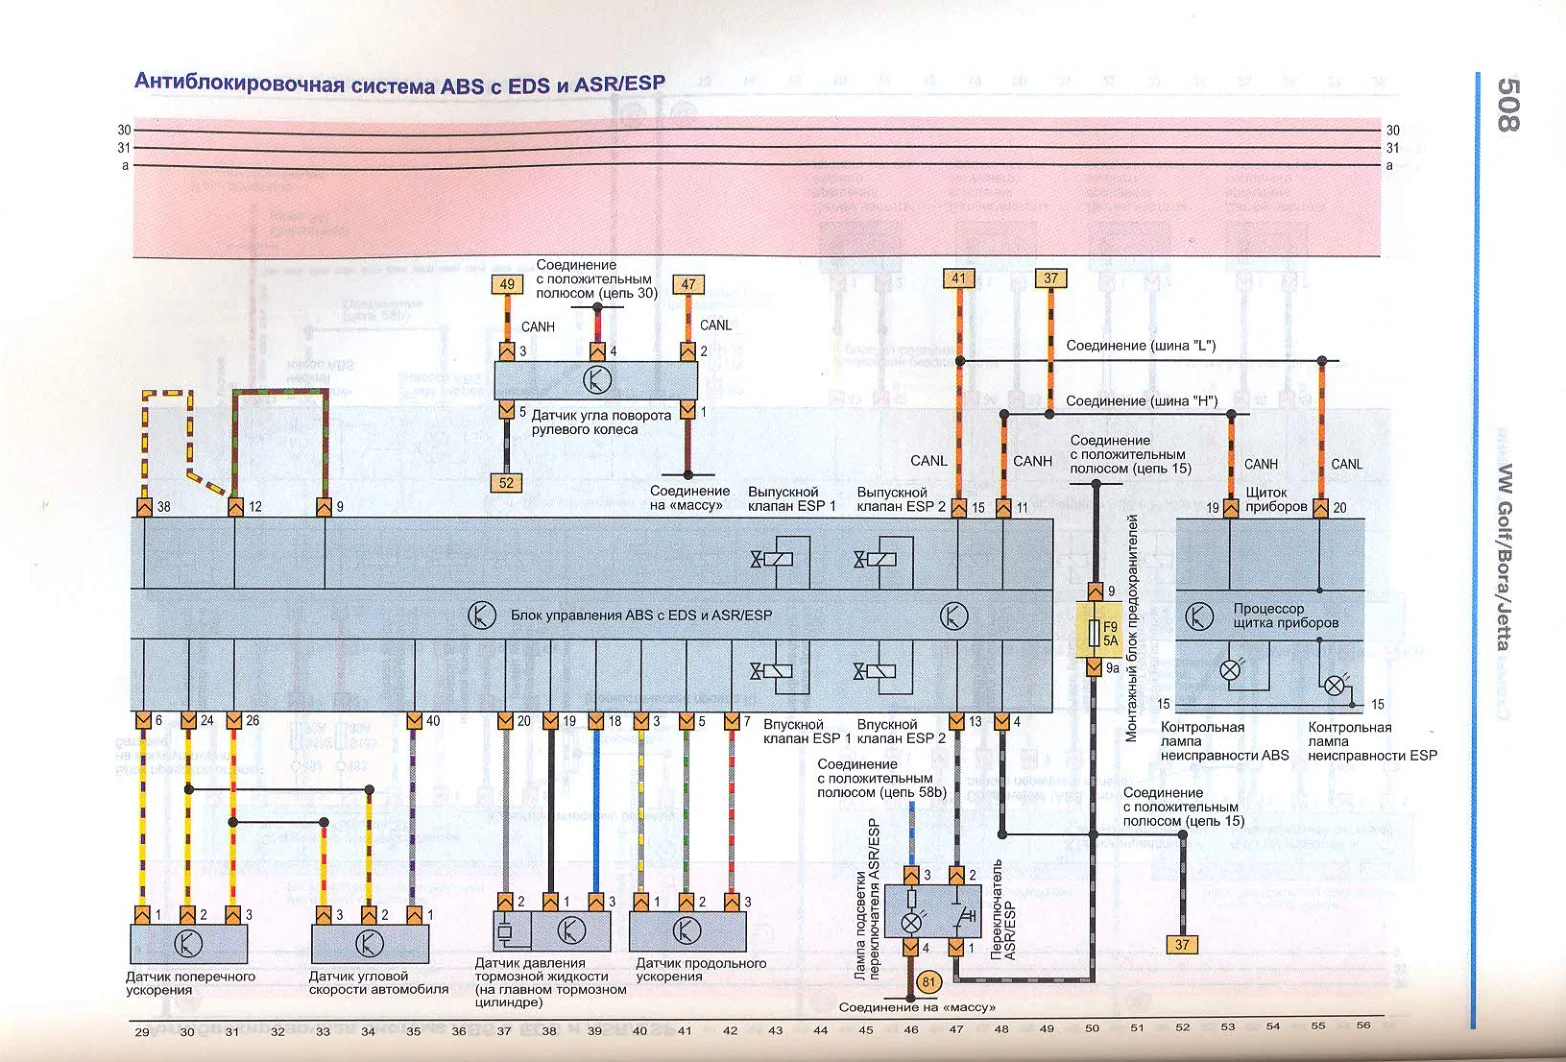 Антиблокировочная система ABS с EDS и ASR/ESP
508
VW Golf/Bora/Jetta
30
30
31
31
a
a
Соединение
с положительным
полюсом (цепь 30)
49
47
41
37
CANH
CANL
3
4
2
Соединение (шина "L")
Соединение (шина "H")
5
1
Датчик угла поворота
рулевого колеса
52
Соединение
на «массу»
CANL
CANH
Соединение
с положительным
полюсом (цепь 15)
CANH
CANL
Выпускной
клапан ESP 1
Выпускной
клапан ESP 2
Щиток
приборов
38
12
9
15
11
19
20
Монтажный блок предохранителей
9
F9
5A
9a
Блок управления ABS с EDS и ASR/ESP
Процессор
щитка приборов
15
15
6
24
26
40
20
19
18
3
5
7
13
4
Впускной
клапан ESP 1
Впускной
клапан ESP 2
Контрольная
лампа
неисправности ABS
Контрольная
лампа
неисправности ESP
Соединение
с положительным
полюсом (цепь 58b)
Соединение
с положительным
полюсом (цепь 15)
Лампа подсветки
переключателя ASR/ESP
Переключатель
ASR/ESP
3
2
4
1
1
2
3
3
2
1
2
1
3
1
2
3
37
81
Датчик поперечного
ускорения
Датчик угловой
скорости автомобиля
Датчик давления
тормозной жидкости
(на главном тормозном
цилиндре)
Датчик продольного
ускорения
Соединение на «массу»
29 30 31 32 33 34 35 36 37 38 39 40 41 42 43 44 45 46 47 48 49 50 51 52 53 54 55 56